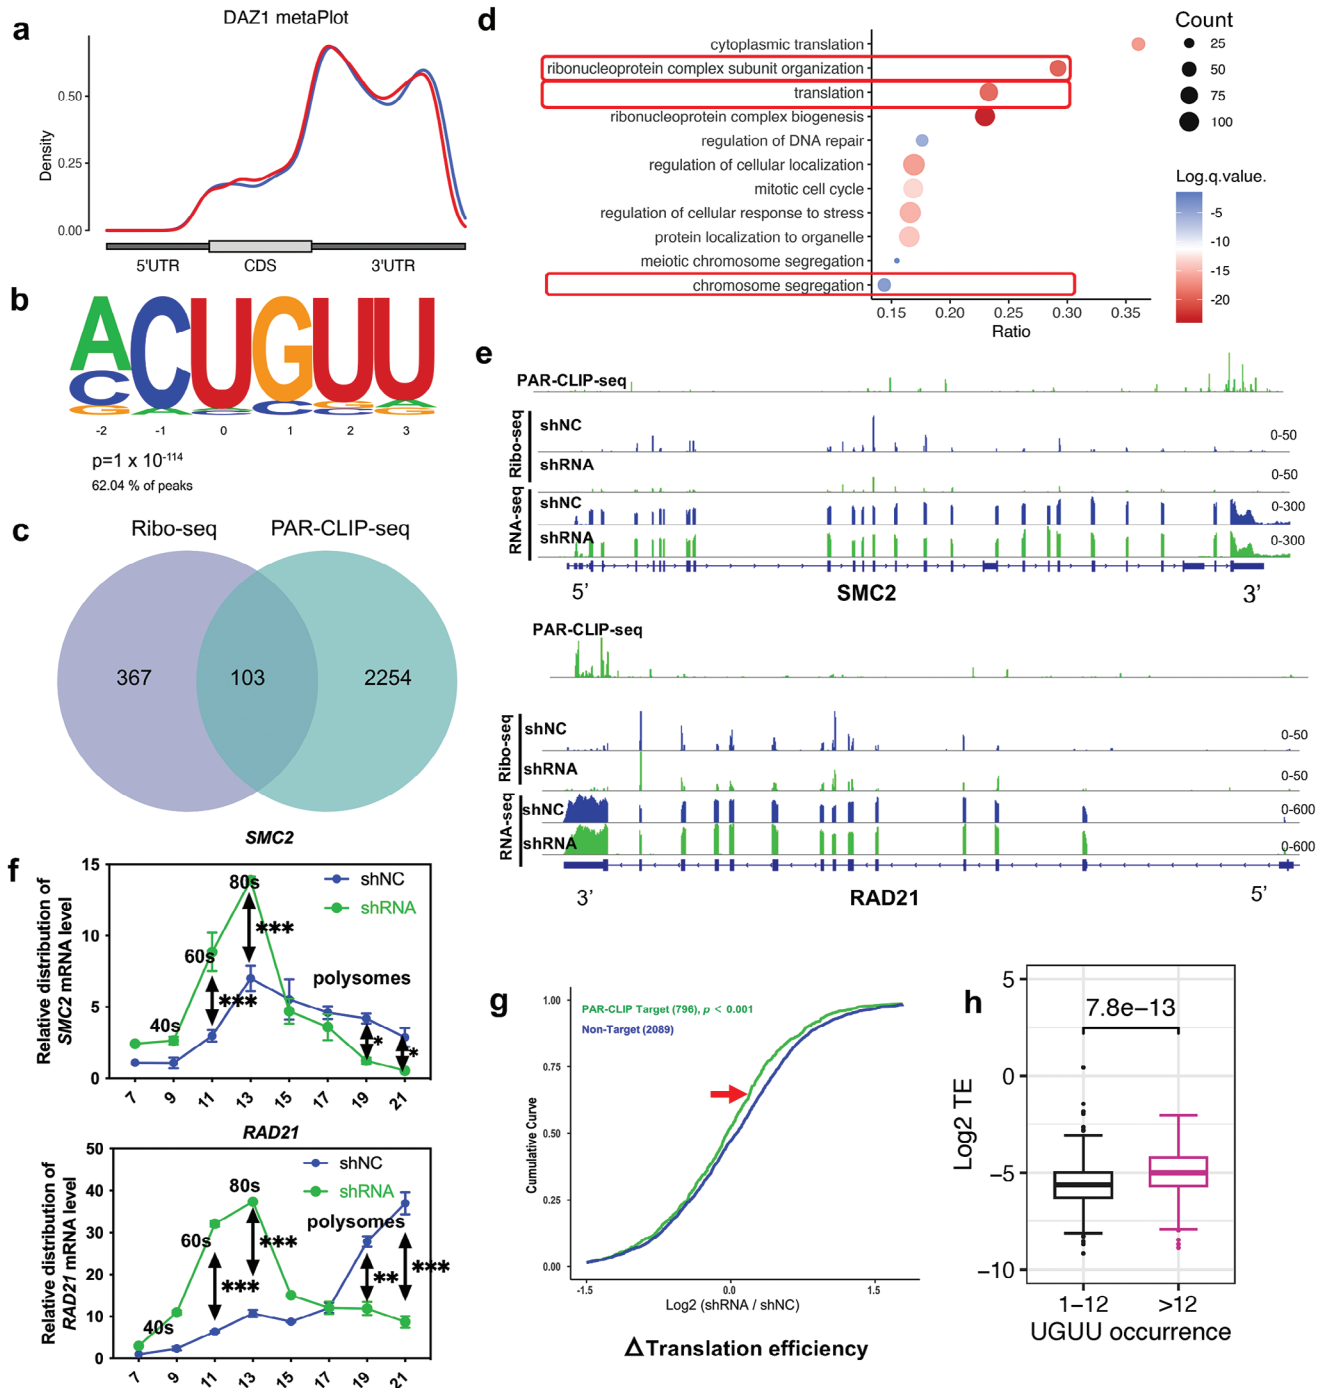 a
DAZ1 metaPlot
Density
0.50
0.25
0.00
5'UTR
CDS
3'UTR
b
ACUGUU
C
G A C C G C G A G
-2 -1 0 1 2 3
p=1 x 10-114
62.04 % of peaks
c
Ribo-seq
PAR-CLIP-seq
367
103
2254
d
cytoplasmic translation
ribonucleoprotein complex subunit organization
translation
ribonucleoprotein complex biogenesis
regulation of DNA repair
regulation of cellular localization
mitotic cell cycle
regulation of cellular response to stress
protein localization to organelle
meiotic chromosome segregation
chromosome segregation
0.15 0.20 0.25 0.30 0.35
Ratio
Count
25
50
75
100
Log.q.value.
-5
-10
-15
-20
e
PAR-CLIP-seq
Ribo-seq
shNC
0-50
shRNA
0-50
RNA-seq
shNC
0-300
shRNA
0-300
5’
SMC2
3’
PAR-CLIP-seq
Ribo-seq
shNC
0-50
shRNA
0-50
RNA-seq
shNC
0-600
shRNA
0-600
3’
RAD21
5’
f
SMC2
Relative distribution of
SMC2 mRNA level
15
10
5
0
shNC
shRNA
40s
60s
80s
polysomes
***
***
*
*
7 9 11 13 15 17 19 21
RAD21
Relative distribution of
RAD21 mRNA level
50
40
30
20
10
0
shNC
shRNA
40s
60s
80s
polysomes
***
***
**
***
7 9 11 13 15 17 19 21
g
PAR-CLIP Target (796), p < 0.001
Non-Target (2089)
Cumulative Curve
1.00
0.75
0.50
0.25
0.00
-1.5 0.0 1.5
Log2 (shRNA / shNC)
ΔTranslation efficiency
h
Log2 TE
5
0
−5
−10
7.8e−13
1−12 >12
UGUU occurrence